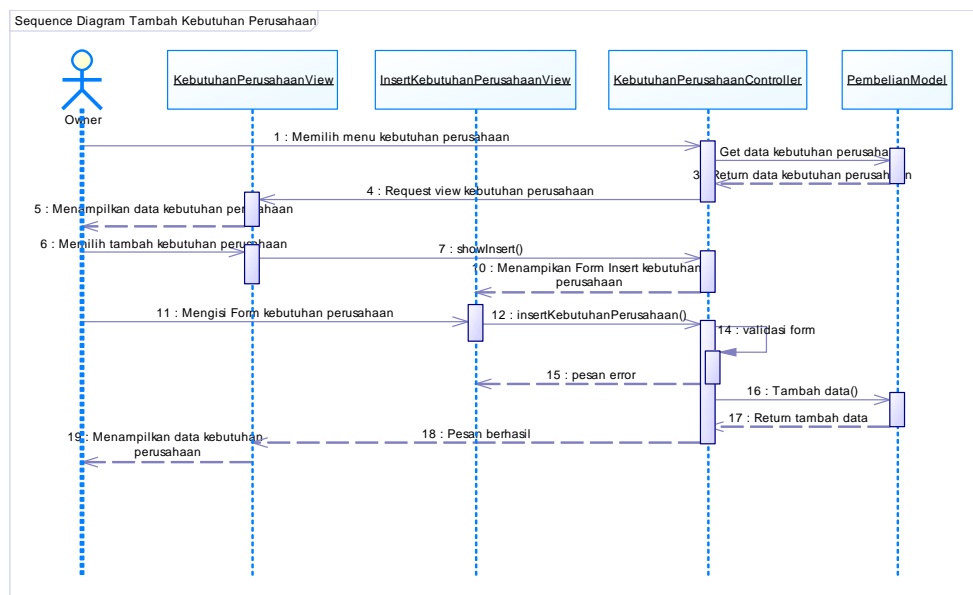 Sequence Diagram Tambah Kebutuhan Perusahaan
Owner
KebutuhanPerusahaanView
InsertKebutuhanPerusahaanView
KebutuhanPerusahaanController
PembelianModel
1 : Memilih menu kebutuhan perusahaan
Get data kebutuhan perusaha
3 Return data kebutuhan perusahaan
4 : Request view kebutuhan perusahaan
5 : Menampilkan data kebutuhan perusahaan
6 : Memilih tambah kebutuhan perusahaan
7 : showInsert()
10 : Menampikan Form Insert kebutuhan
perusahaan
11 : Mengisi Form kebutuhan perusahaan
12 : insertKebutuhanPerusahaan()
14 : validasi form
15 : pesan error
16 : Tambah data()
17 : Return tambah data
18 : Pesan berhasil
19 : Menampilkan data kebutuhan
perusahaan